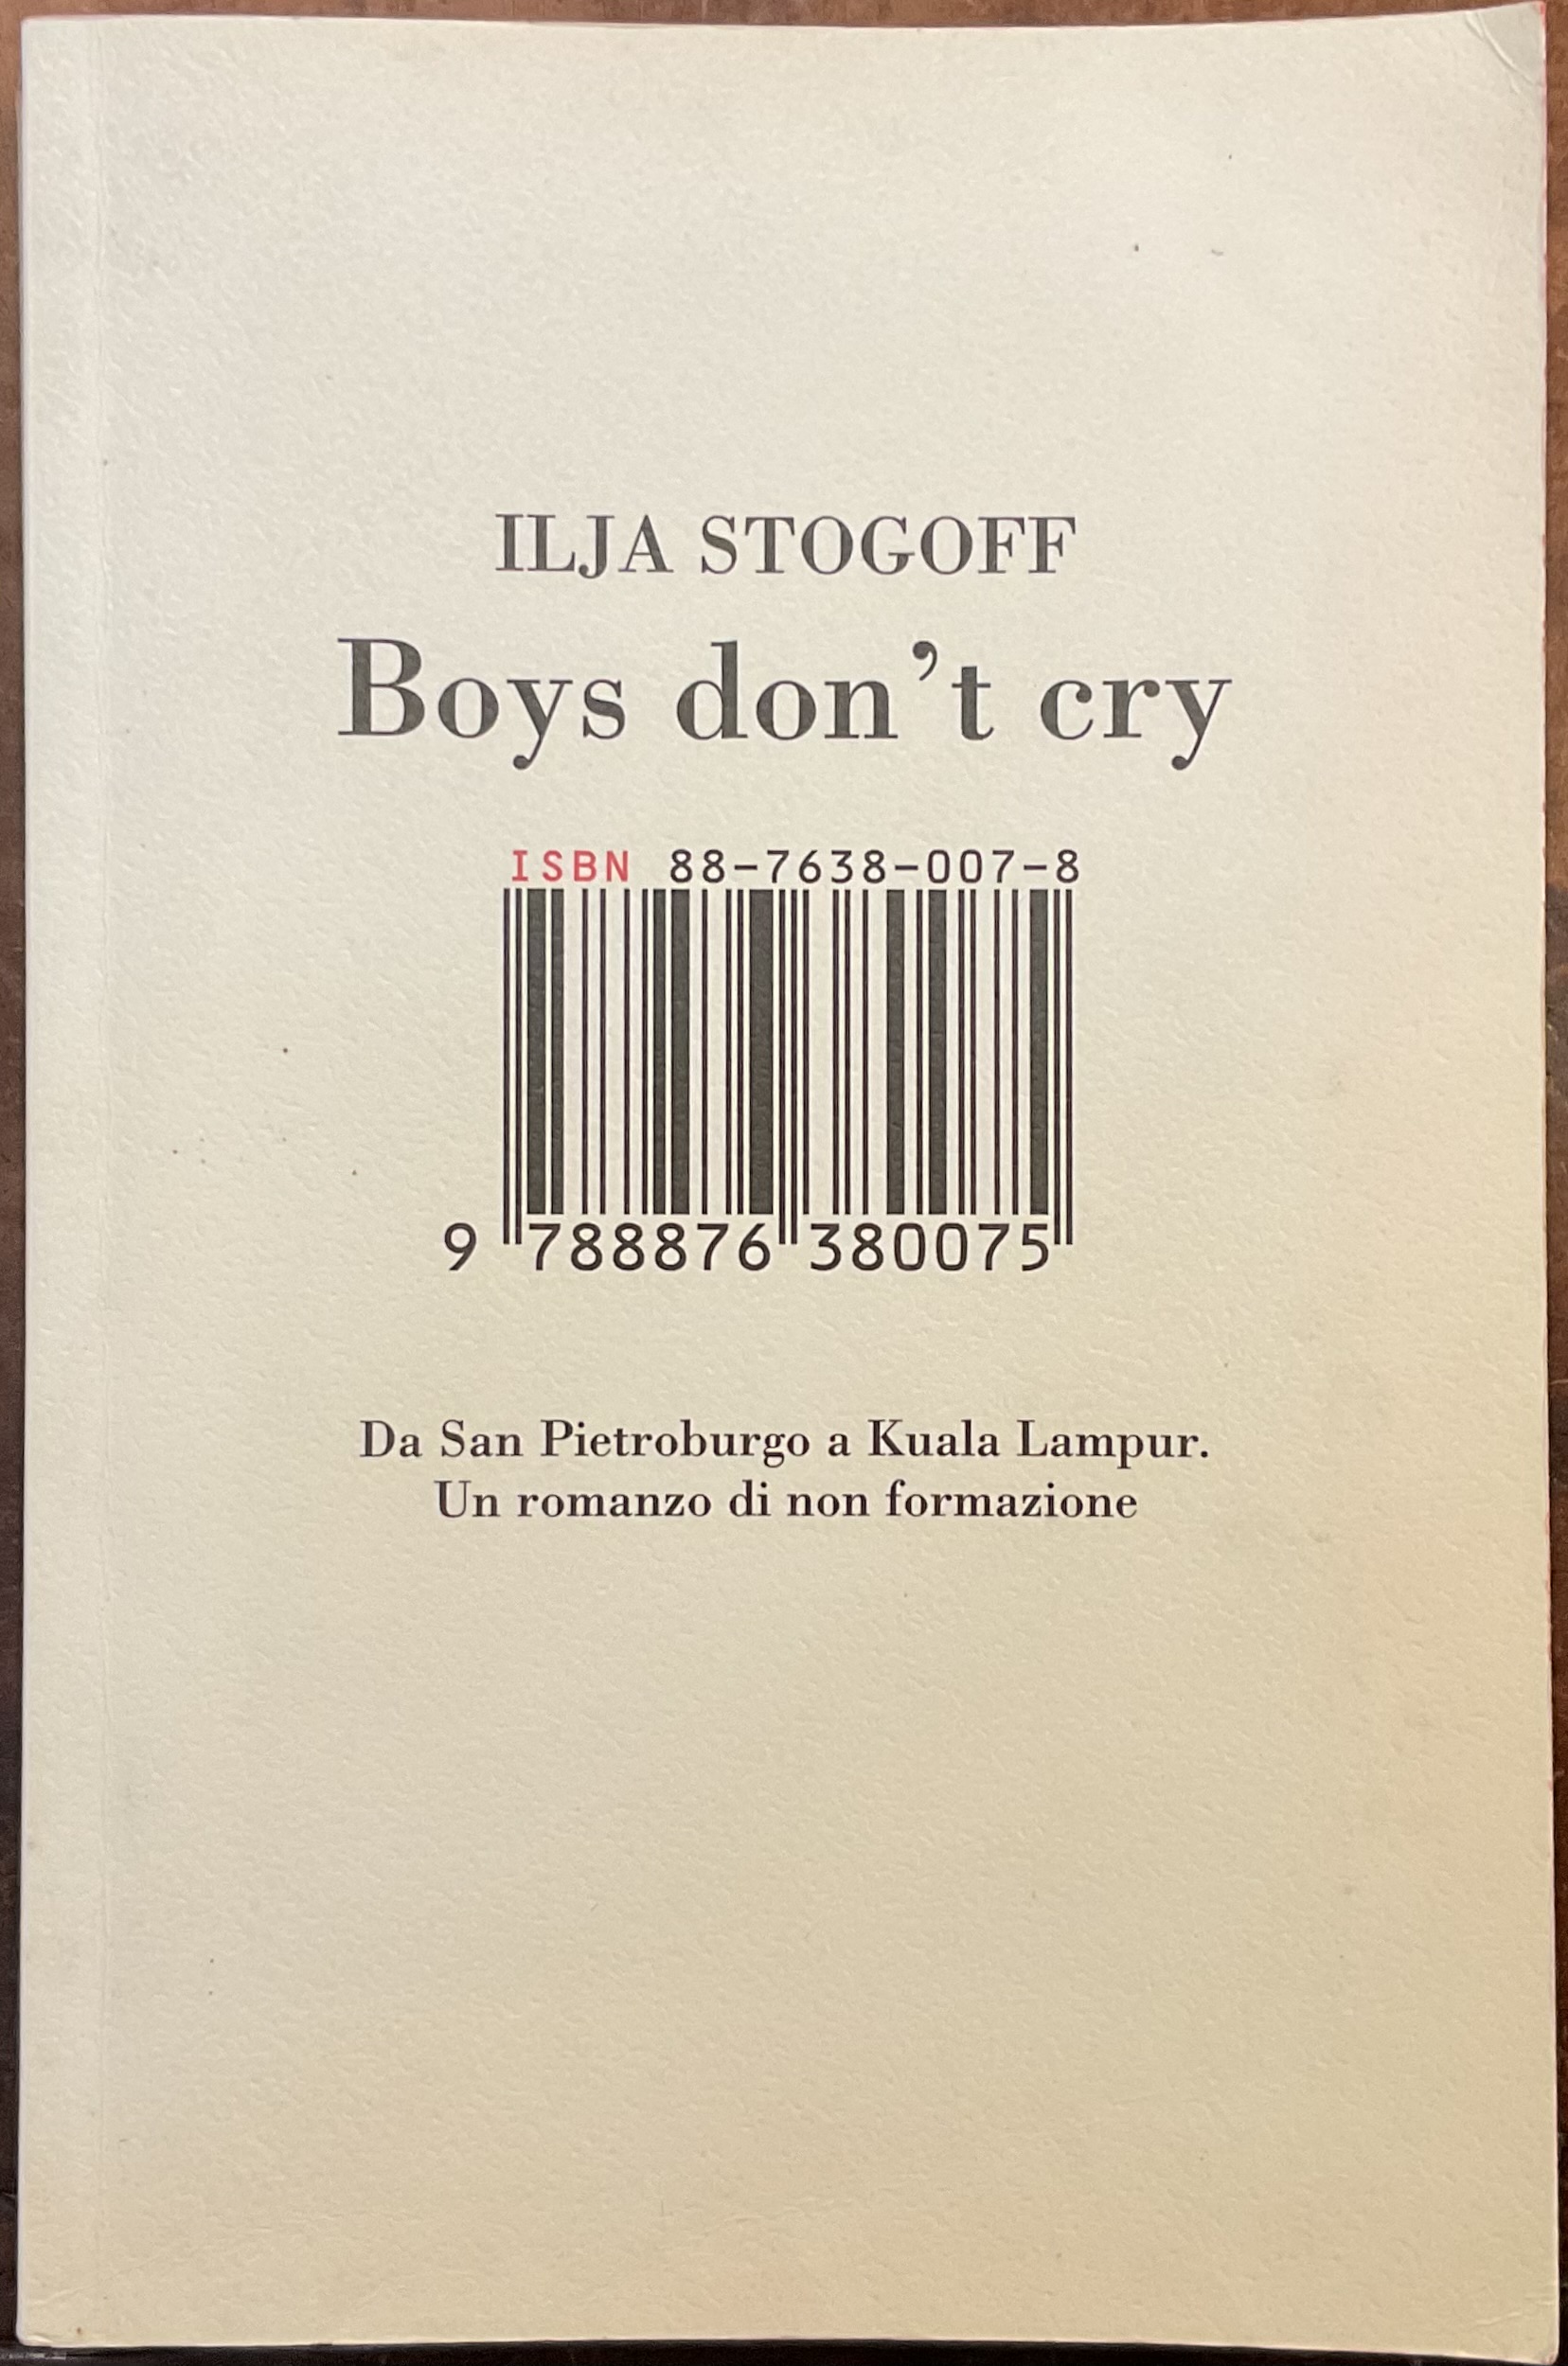 ILJA STOGOFF
Boys don't cry
ISBN 88-7638-007-8
9 788876 380075
Da San Pietroburgo a Kuala Lampur.
Un romanzo di non formazione